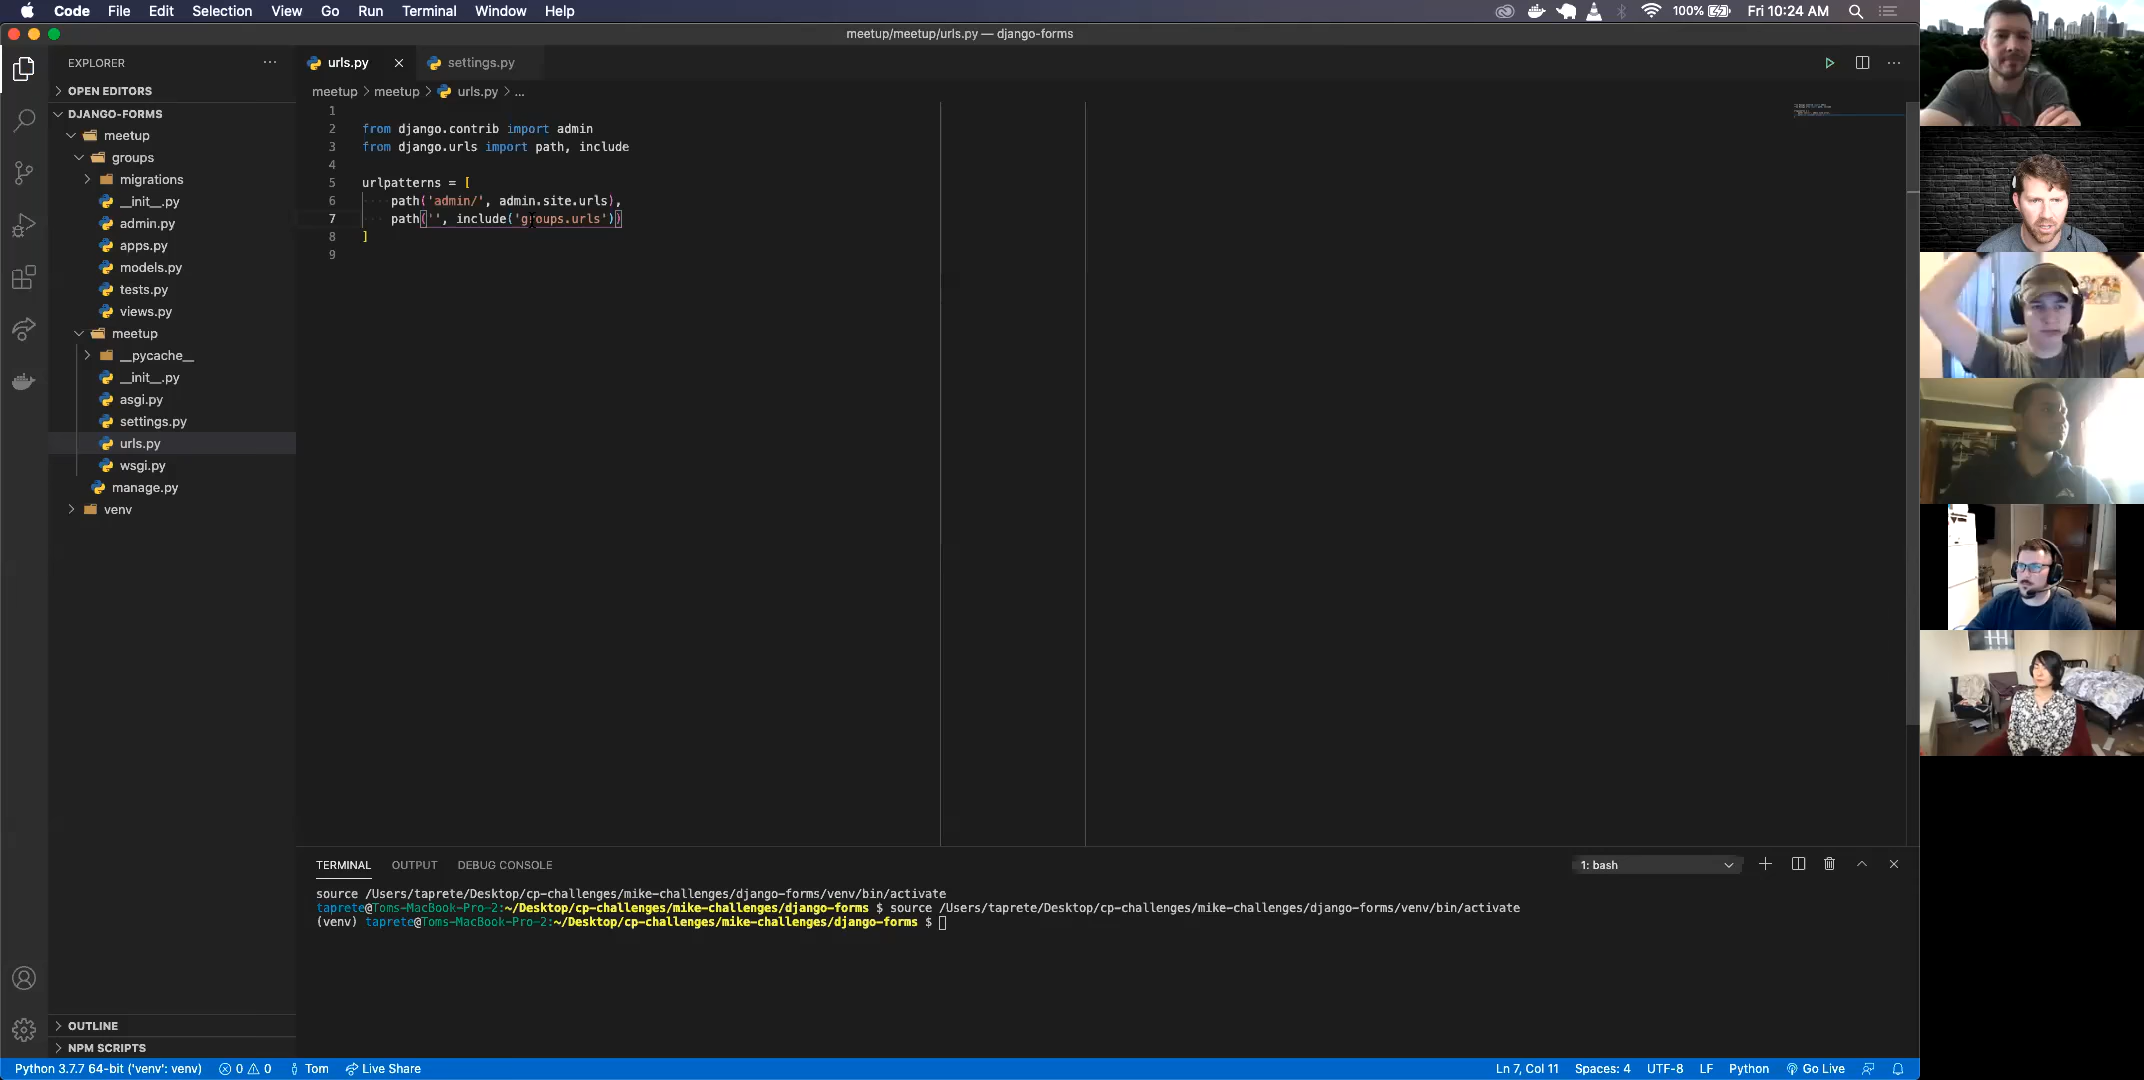 Code File Edit Selection View Go Run Terminal Window Help
100% Fri 10:24 AM
meetup/meetup/urls.py — django-forms
EXPLORER
OPEN EDITORS
DJANGO-FORMS
meetup
groups
migrations
__init__.py
admin.py
apps.py
models.py
tests.py
views.py
meetup
__pycache__
__init__.py
asgi.py
settings.py
urls.py
wsgi.py
manage.py
venv
OUTLINE
NPM SCRIPTS
urls.py settings.py
meetup > meetup > urls.py > ...
1
2 from django.contrib import admin
3 from django.urls import path, include
4
5 urlpatterns = [
6 path('admin/', admin.site.urls),
7 path('', include('groups.urls'))
8 ]
9
TERMINAL OUTPUT DEBUG CONSOLE
1: bash
source /Users/taprete/Desktop/cp-challenges/mike-challenges/django-forms/venv/bin/activate
taprete@Toms-MacBook-Pro-2:~/Desktop/cp-challenges/mike-challenges/django-forms $ source /Users/taprete/Desktop/cp-challenges/mike-challenges/django-forms/venv/bin/activate
(venv) taprete@Toms-MacBook-Pro-2:~/Desktop/cp-challenges/mike-challenges/django-forms $
Python 3.7.7 64-bit ('venv': venv) 0 0 Tom Live Share
Ln 7, Col 11 Spaces: 4 UTF-8 LF Python Go Live